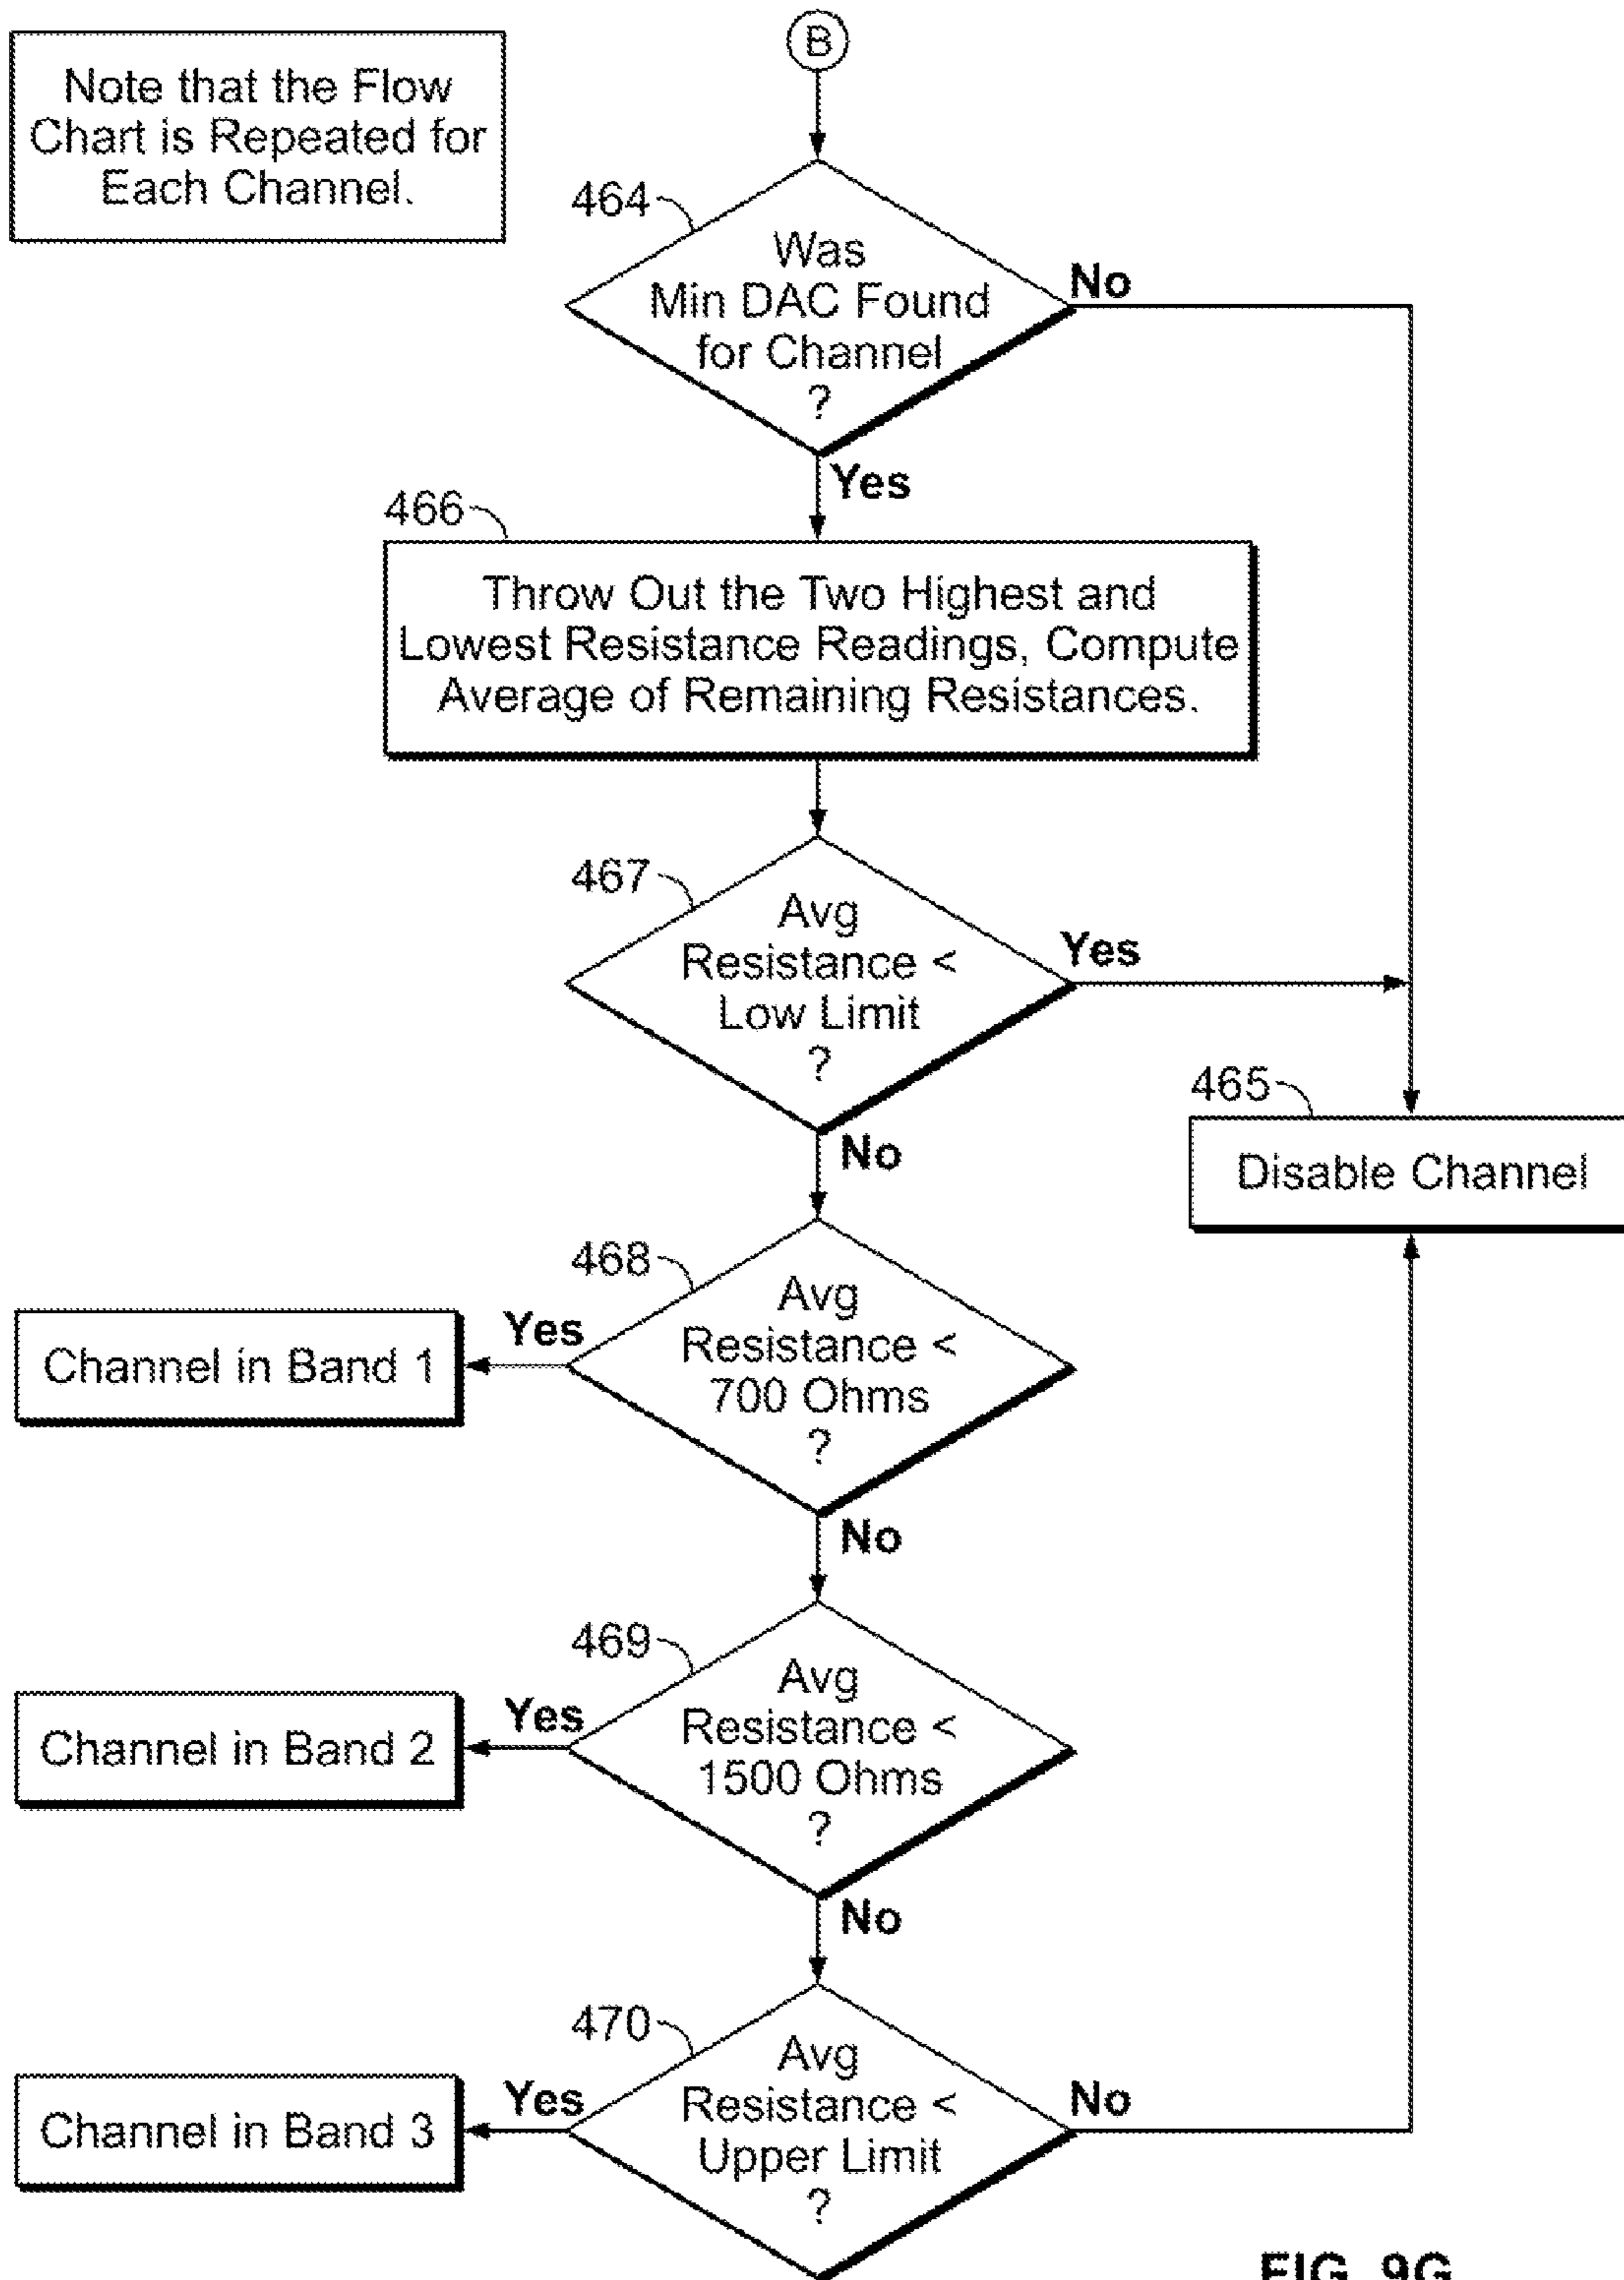 Note that the Flow
Chart is Repeated for
Each Channel.
B
464
Was
Min DAC Found
for Channel
?
No
Yes
466
Throw Out the Two Highest and
Lowest Resistance Readings, Compute
Average of Remaining Resistances.
467
Avg
Resistance <
Low Limit
?
Yes
No
465
Disable Channel
468
Avg
Resistance <
700 Ohms
?
Yes
Channel in Band 1
No
469
Avg
Resistance <
1500 Ohms
?
Yes
Channel in Band 2
No
470
Avg
Resistance <
Upper Limit
?
Yes
Channel in Band 3
No
FIG. 9G